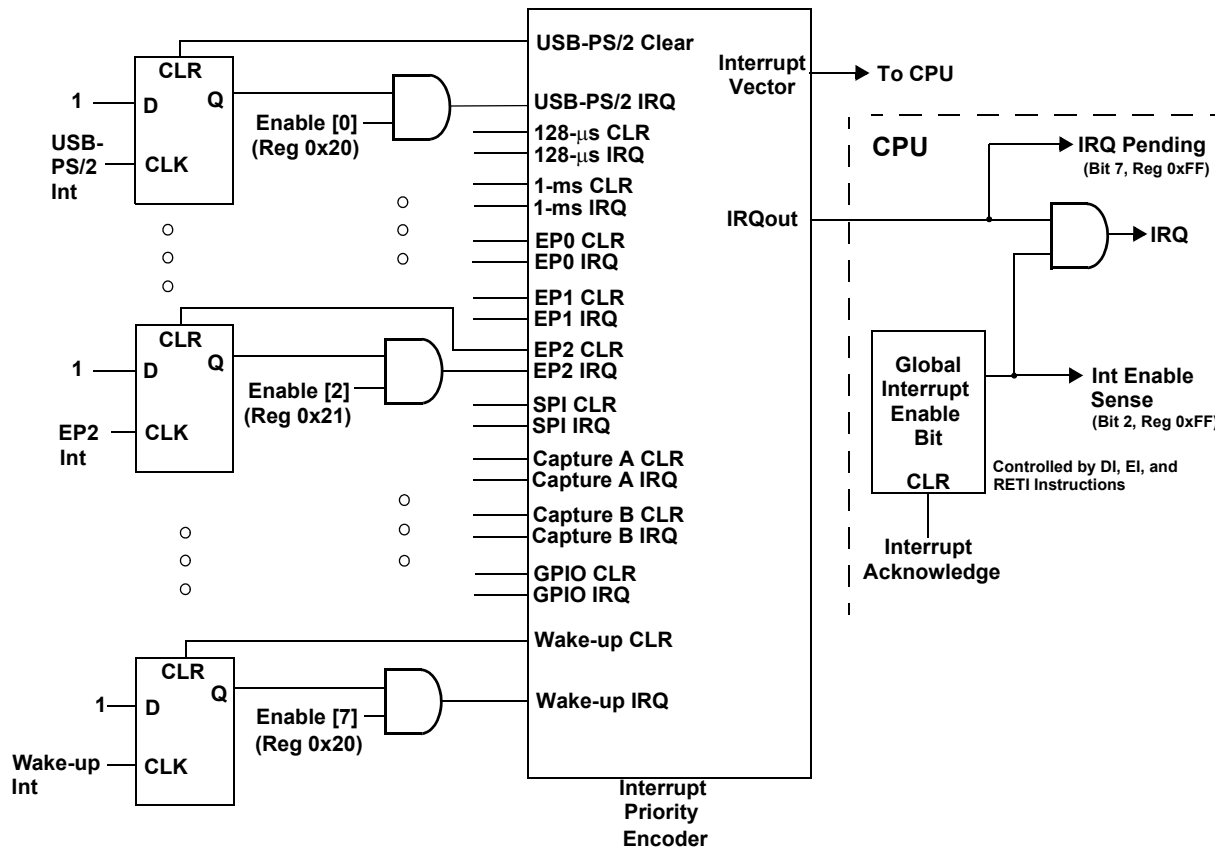 CLR
D
Q
CLK
1
USB-
PS/2
Int
Enable [0]
(Reg 0x20)
CLR
D
Q
CLK
1
EP2
Int
Enable [2]
(Reg 0x21)
CLR
D
Q
CLK
1
Wake-up
Int
Enable [7]
(Reg 0x20)
USB-PS/2 Clear
USB-PS/2 IRQ
128-μs CLR
128-μs IRQ
1-ms CLR
1-ms IRQ
EP0 CLR
EP0 IRQ
EP1 CLR
EP1 IRQ
EP2 CLR
EP2 IRQ
SPI CLR
SPI IRQ
Capture A CLR
Capture A IRQ
Capture B CLR
Capture B IRQ
GPIO CLR
GPIO IRQ
Wake-up CLR
Wake-up IRQ
Interrupt
Vector
IRQout
Interrupt
Priority
Encoder
To CPU
CPU
IRQ Pending
(Bit 7, Reg 0xFF)
IRQ
Global
Interrupt
Enable
Bit
CLR
Int Enable
Sense
(Bit 2, Reg 0xFF)
Controlled by DI, EI, and
RETI Instructions
Interrupt
Acknowledge